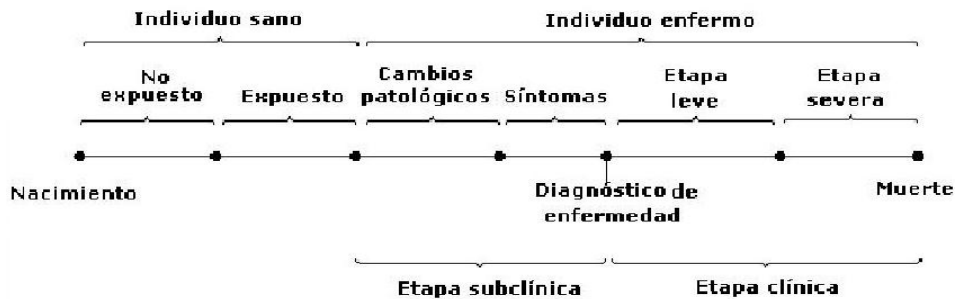 Individuo sano
Individuo enfermo
No
expuesto
Expuesto
Cambios
patológicos
Síntomas
Etapa
leve
Etapa
severa
Nacimiento
Diagnóstico de
enfermedad
Muerte
Etapa subclínica
Etapa clínica